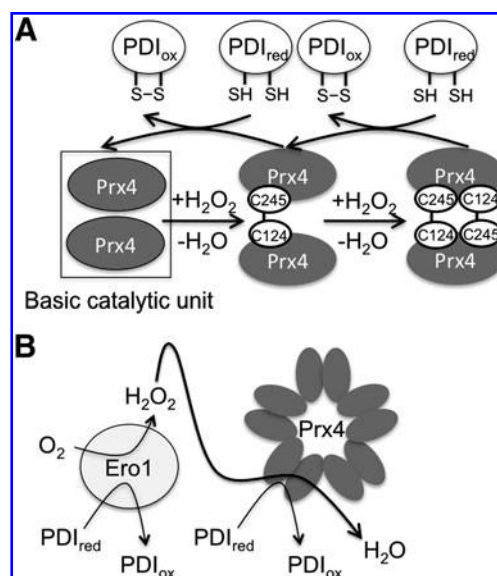 A
PDIox PDIred PDIox PDIred
S–S SH SH S–S SH SH
Prx4 Prx4 Prx4
+H2O2 +H2O2
C245 C245 C124
-H2O -H2O
Prx4 C124 C124 C245
Prx4 Prx4
Basic catalytic unit
B
H2O2
O2 Prx4
Ero1
PDIred PDIred
PDIox PDIox H2O